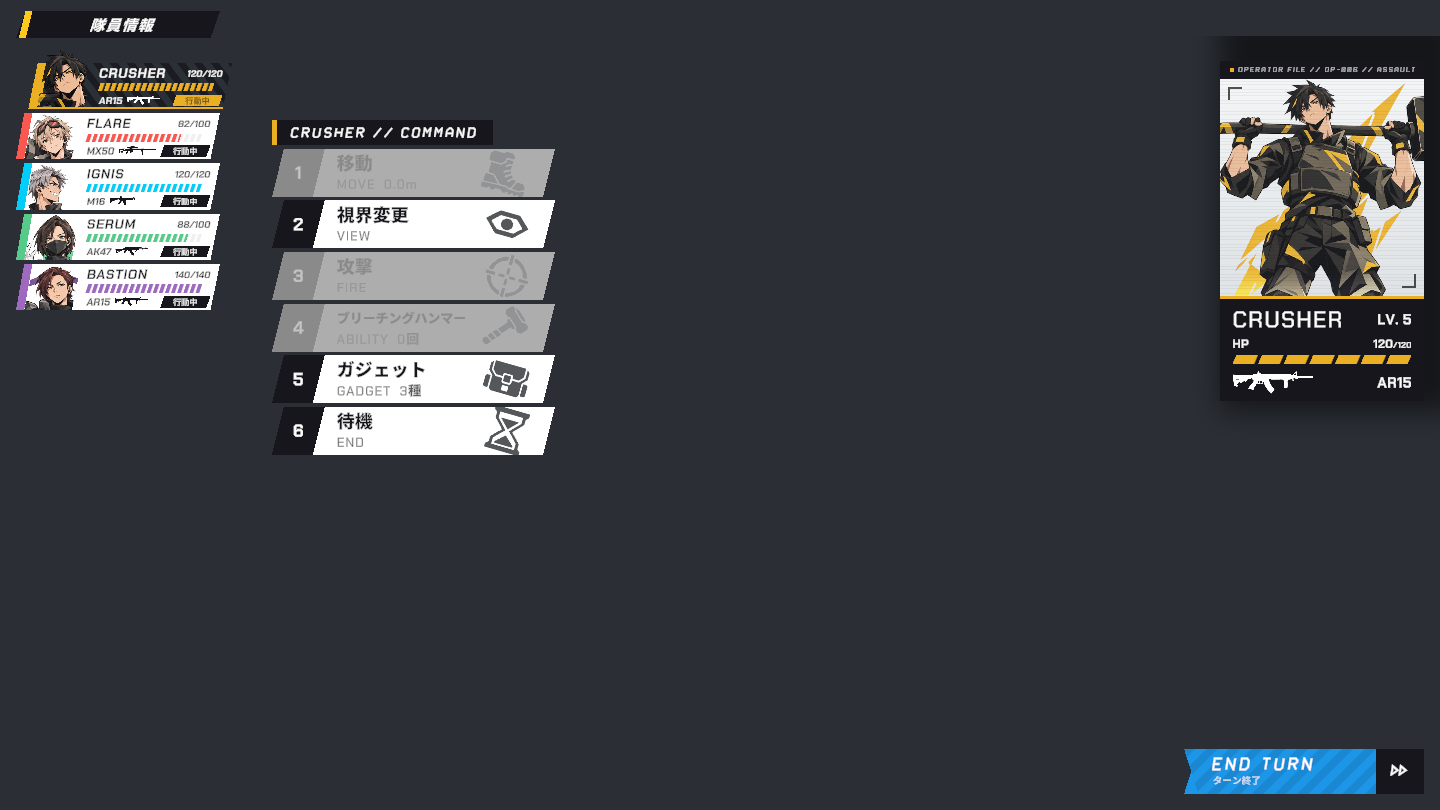 隊員情報
CRUSHER 120/120
AR15 行動中
FLARE 82/100
MX50 行動中
IGNIS 120/120
M16 行動中
SERUM 88/100
AK47 行動中
BASTION 140/140
AR15 行動中
CRUSHER // COMMAND
1 移動
MOVE 0.0m
2 視界変更
VIEW
3 攻撃
FIRE
4 ブリーチングハンマー
ABILITY 0回
5 ガジェット
GADGET 3種
6 待機
END
OPERATOR FILE // OP-006 // ASSAULT
CRUSHER LV. 5
HP 120/120
AR15
END TURN
ターン終了